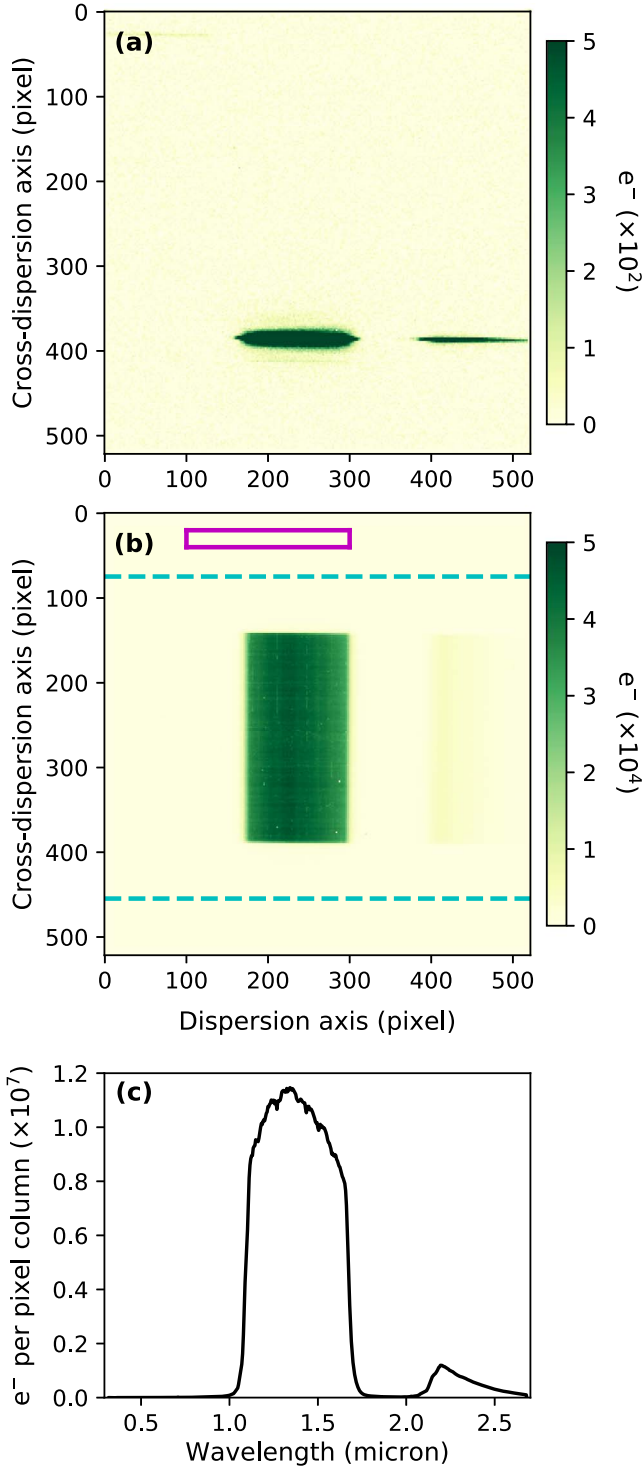 (a)
0
100
200
300
400
500
Cross-dispersion axis (pixel)
0 100 200 300 400 500
5
4
3
2
1
0
e⁻ (×10²)
(b)
0
100
200
300
400
500
Cross-dispersion axis (pixel)
0 100 200 300 400 500
Dispersion axis (pixel)
5
4
3
2
1
0
e⁻ (×10⁴)
(c)
1.2
1.0
0.8
0.6
0.4
0.2
0.0
e⁻ per pixel column (×10⁷)
0.5 1.0 1.5 2.0 2.5
Wavelength (micron)